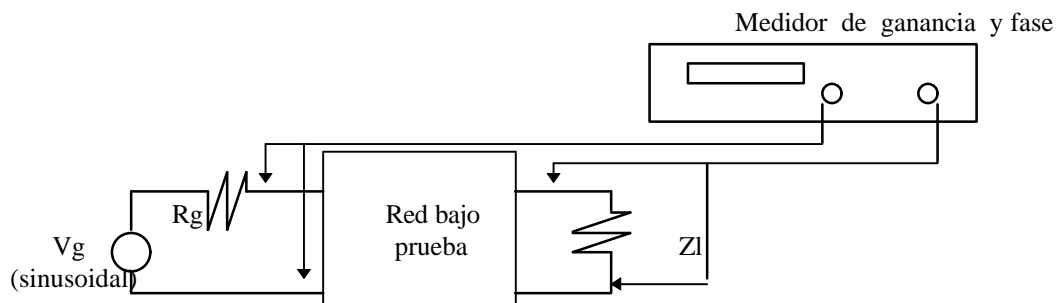 Medidor de ganancia y fase
Rg
Red bajo
prueba
Vg
(sinusoidal)
Zl